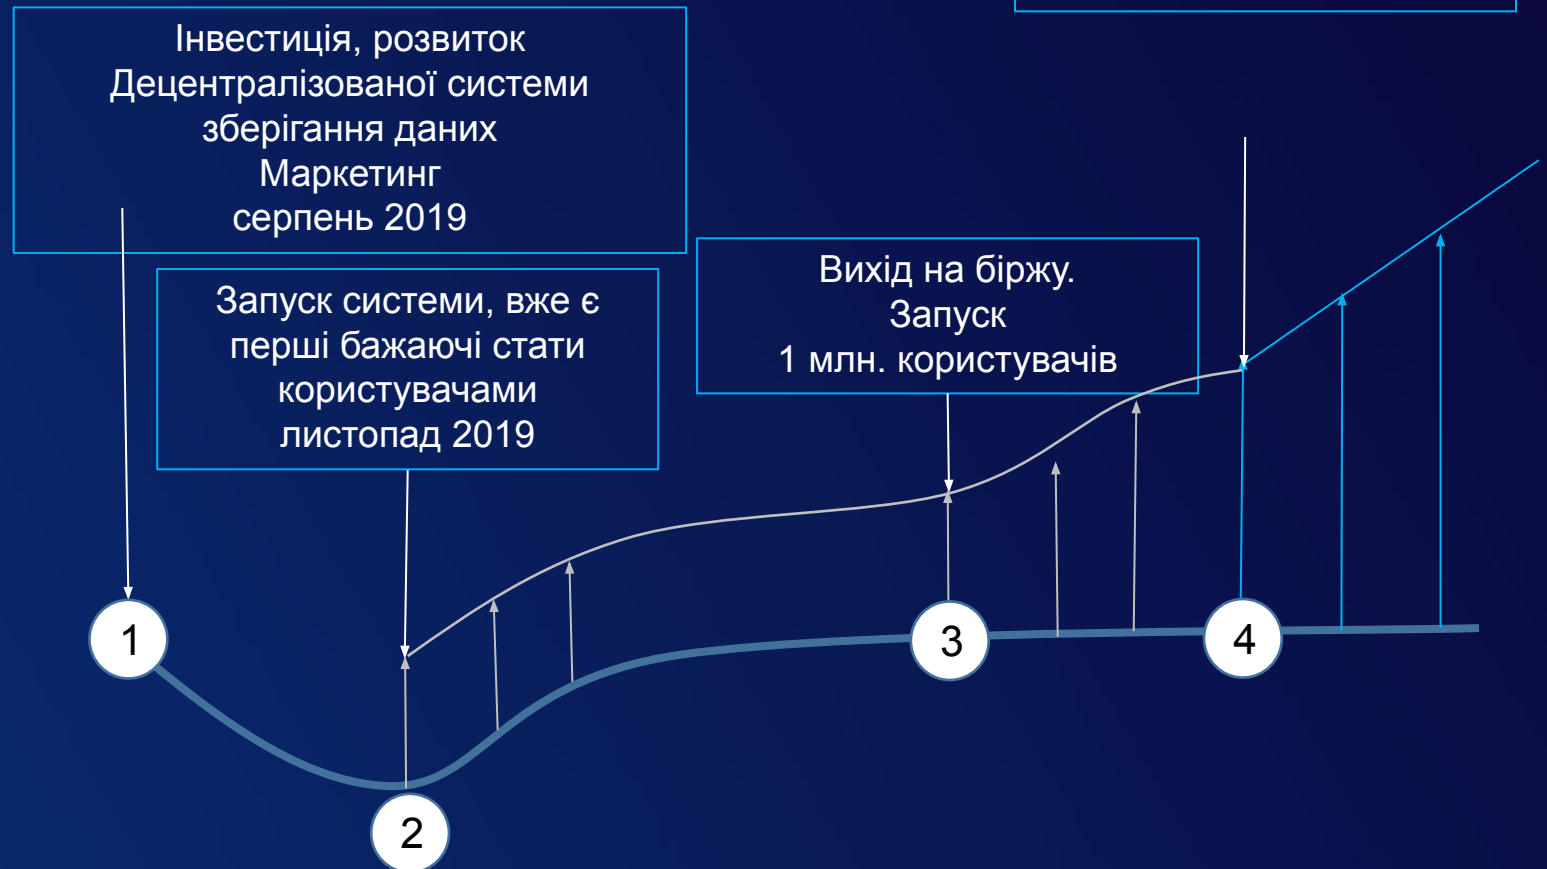 Інвестиція, розвиток
Децентралізованої системи
зберігання даних
Маркетинг
серпень 2019
Запуск системи, вже є
перші бажаючі стати
користувачами
листопад 2019
Вихід на біржу.
Запуск
1 млн. користувачів
1
2
3
4